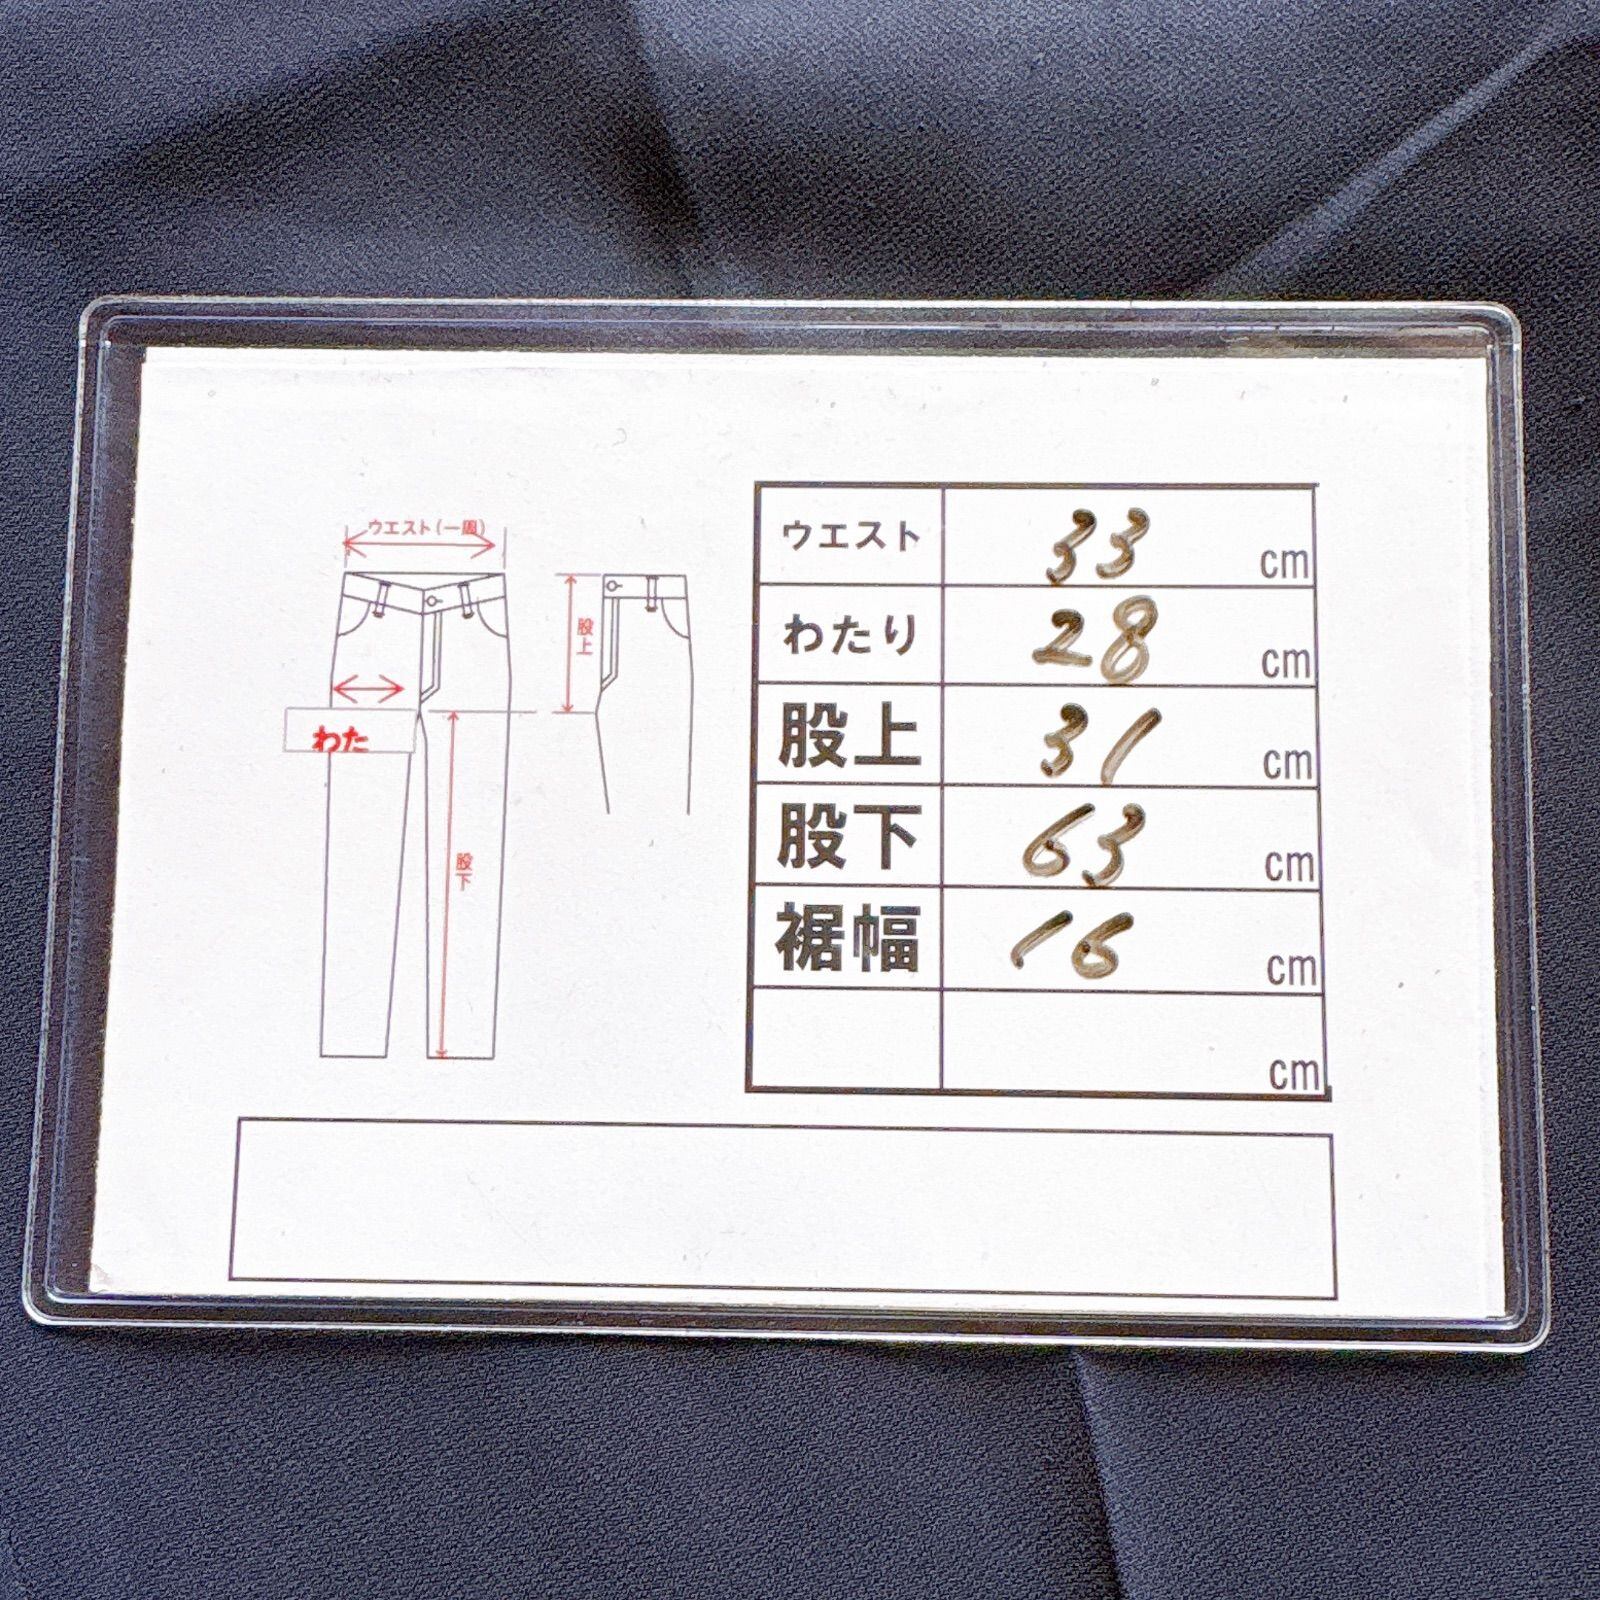 ウエスト(一周)
股上
わた
股下
ウエスト 33 cm
わたり 28 cm
股上 31 cm
股下 63 cm
裾幅 16 cm
cm